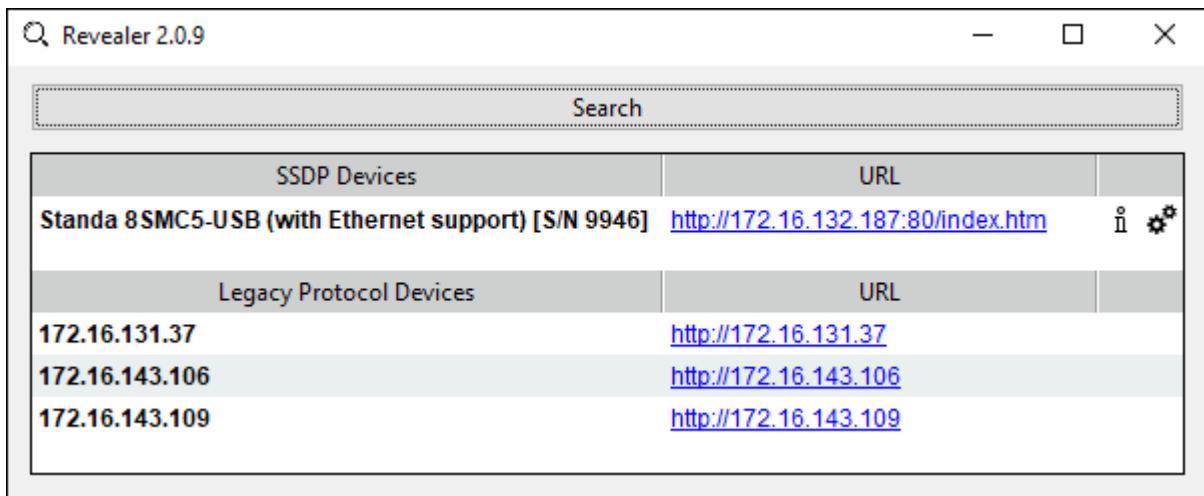 Revealer 2.0.9
Search
SSDP Devices URL
Standa 8SMC5-USB (with Ethernet support) [S/N 9946] http://172.16.132.187:80/index.htm
Legacy Protocol Devices URL
172.16.131.37 http://172.16.131.37
172.16.143.106 http://172.16.143.106
172.16.143.109 http://172.16.143.109